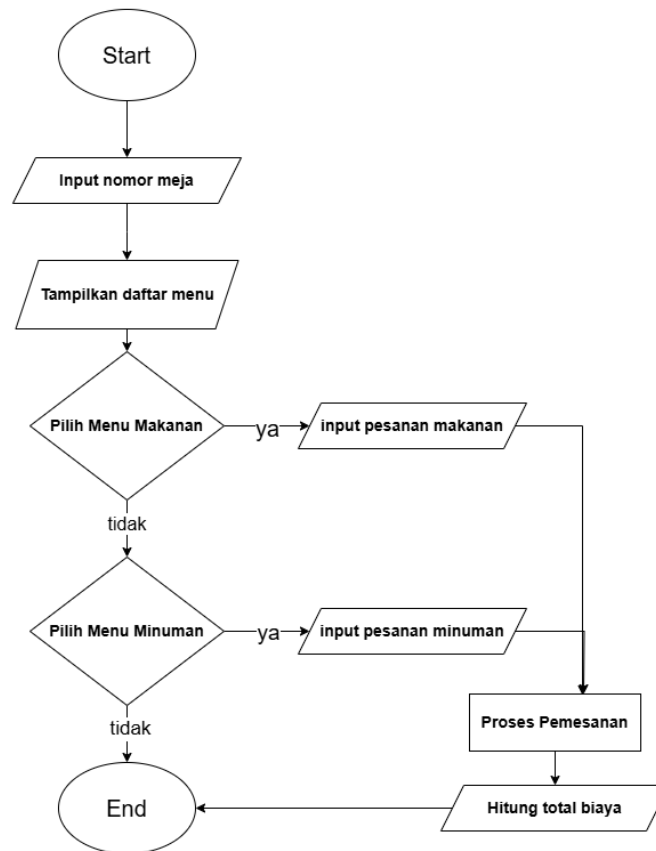 Start
Input nomor meja
Tampilkan daftar menu
Pilih Menu Makanan
ya
input pesanan makanan
tidak
Pilih Menu Minuman
ya
input pesanan minuman
tidak
Proses Pemesanan
End
Hitung total biaya